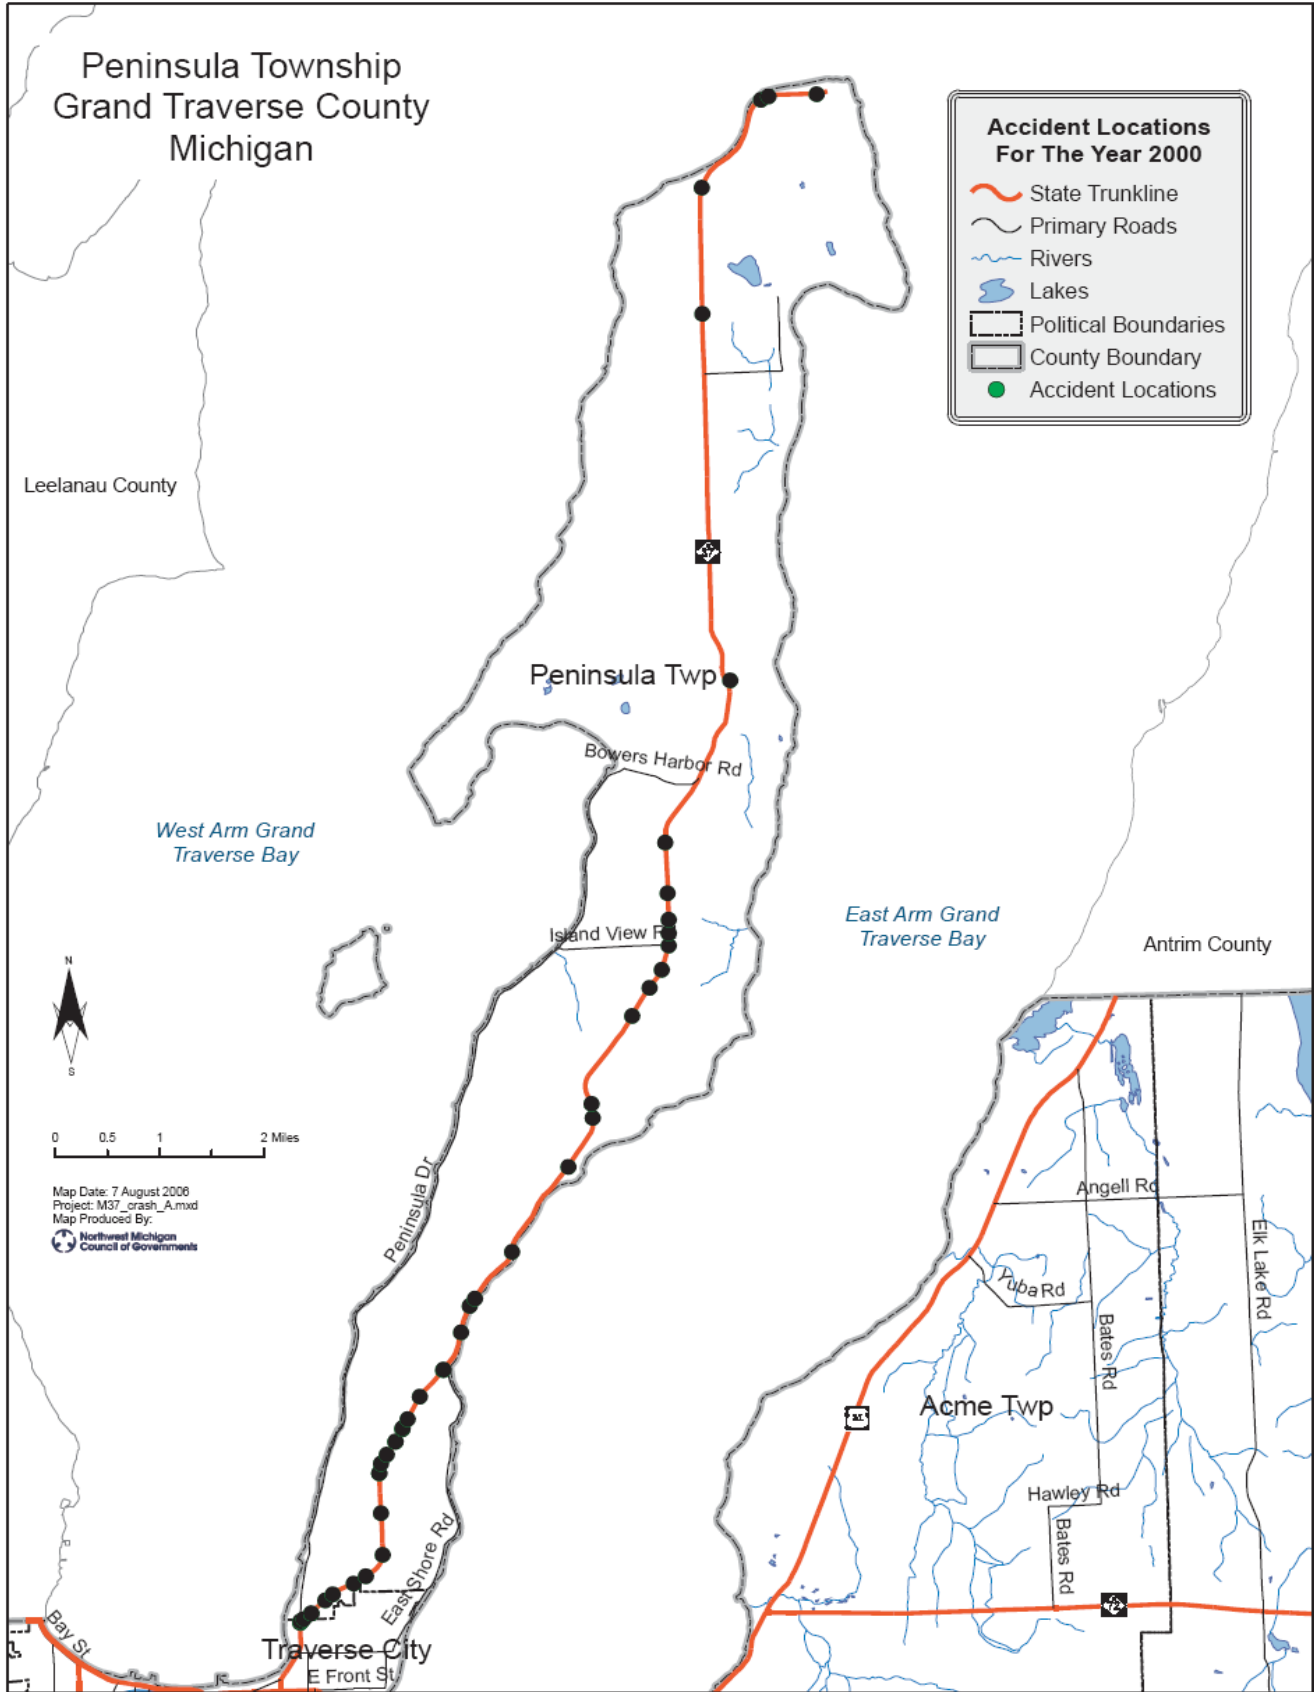 Peninsula Township
Grand Traverse County
Michigan
Accident Locations
For The Year 2000
State Trunkline
Primary Roads
Rivers
Lakes
Political Boundaries
County Boundary
Accident Locations
Leelanau County
Peninsula Twp
Bowers Harbor Rd
West Arm Grand
Traverse Bay
East Arm Grand
Traverse Bay
Antrim County
Island View R
N
S
0 0.5 1 2 Miles
Map Date: 7 August 2006
Project: M37_crash_A.mxd
Map Produced By:
Northwest Michigan
Council of Governments
Peninsula Dr
Angell Rd
Elk Lake Rd
Yuba Rd
Bates Rd
Acme Twp
Hawley Rd
Bates Rd
72
East Shore Rd
Bay St
Traverse City
E Front St